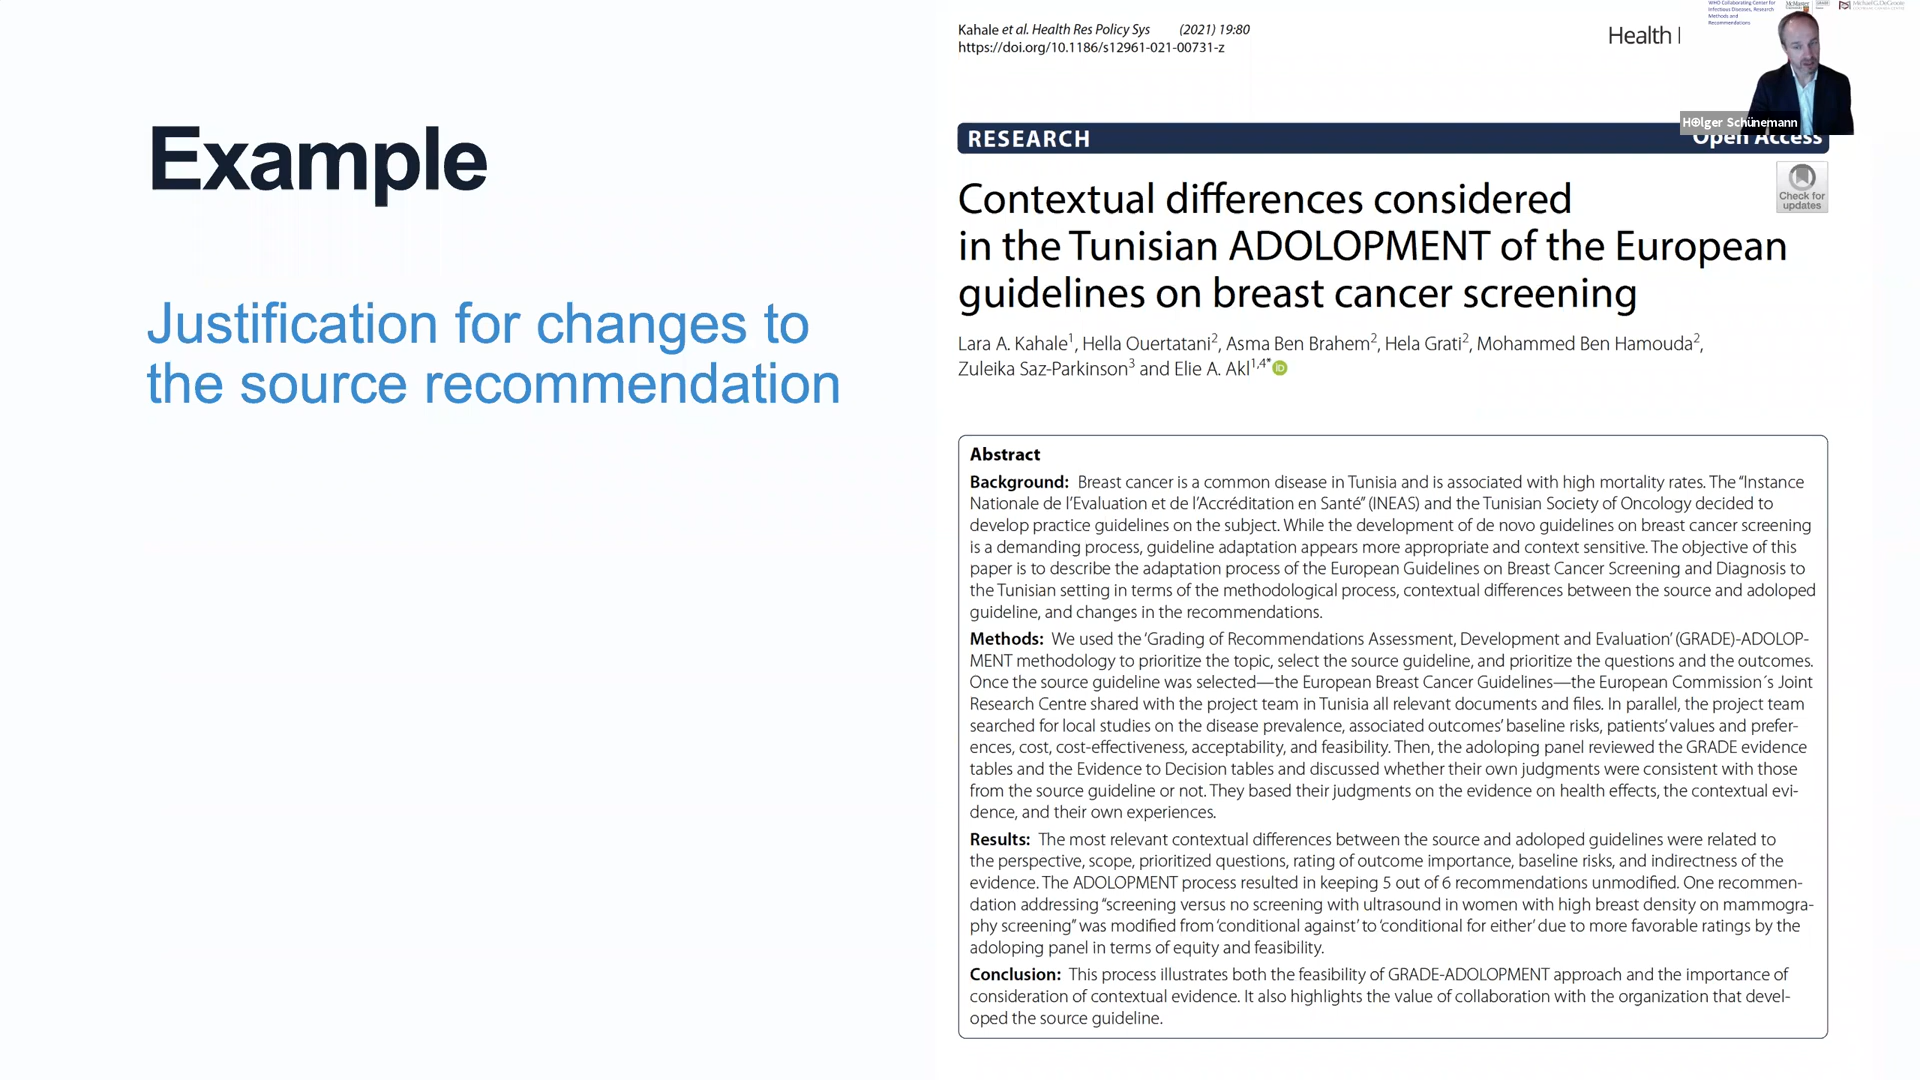 Example
Justification for changes to
the source recommendation
Kahale et al. Health Res Policy Sys (2021) 19:80
https://doi.org/10.1186/s12961-021-00731-z
Health
WHO Collaborating Center for
Infectious Diseases, Research
Methods and
Recommendations
McMaster
Holger Schünemann
RESEARCH
Open Access
Check for
updates
Contextual differences considered
in the Tunisian ADOLOPMENT of the European
guidelines on breast cancer screening
Lara A. Kahale1, Hella Ouertatani2, Asma Ben Brahem2, Hela Grati2, Mohammed Ben Hamouda2,
Zuleika Saz-Parkinson3 and Elie A. Akl1,4*
Abstract
Background: Breast cancer is a common disease in Tunisia and is associated with high mortality rates. The “Instance
Nationale de l’Evaluation et de l’Accréditation en Santé” (INEAS) and the Tunisian Society of Oncology decided to
develop practice guidelines on the subject. While the development of de novo guidelines on breast cancer screening
is a demanding process, guideline adaptation appears more appropriate and context sensitive. The objective of this
paper is to describe the adaptation process of the European Guidelines on Breast Cancer Screening and Diagnosis to
the Tunisian setting in terms of the methodological process, contextual differences between the source and adoloped
guideline, and changes in the recommendations.
Methods: We used the ‘Grading of Recommendations Assessment, Development and Evaluation’ (GRADE)-ADOLOP-
MENT methodology to prioritize the topic, select the source guideline, and prioritize the questions and the outcomes.
Once the source guideline was selected—the European Breast Cancer Guidelines—the European Commission´s Joint
Research Centre shared with the project team in Tunisia all relevant documents and files. In parallel, the project team
searched for local studies on the disease prevalence, associated outcomes’ baseline risks, patients’ values and prefer-
ences, cost, cost-effectiveness, acceptability, and feasibility. Then, the adoloping panel reviewed the GRADE evidence
tables and the Evidence to Decision tables and discussed whether their own judgments were consistent with those
from the source guideline or not. They based their judgments on the evidence on health effects, the contextual evi-
dence, and their own experiences.
Results: The most relevant contextual differences between the source and adoloped guidelines were related to
the perspective, scope, prioritized questions, rating of outcome importance, baseline risks, and indirectness of the
evidence. The ADOLOPMENT process resulted in keeping 5 out of 6 recommendations unmodified. One recommen-
dation addressing “screening versus no screening with ultrasound in women with high breast density on mammogra-
phy screening” was modified from ‘conditional against’ to ‘conditional for either’ due to more favorable ratings by the
adoloping panel in terms of equity and feasibility.
Conclusion: This process illustrates both the feasibility of GRADE-ADOLOPMENT approach and the importance of
consideration of contextual evidence. It also highlights the value of collaboration with the organization that devel-
oped the source guideline.